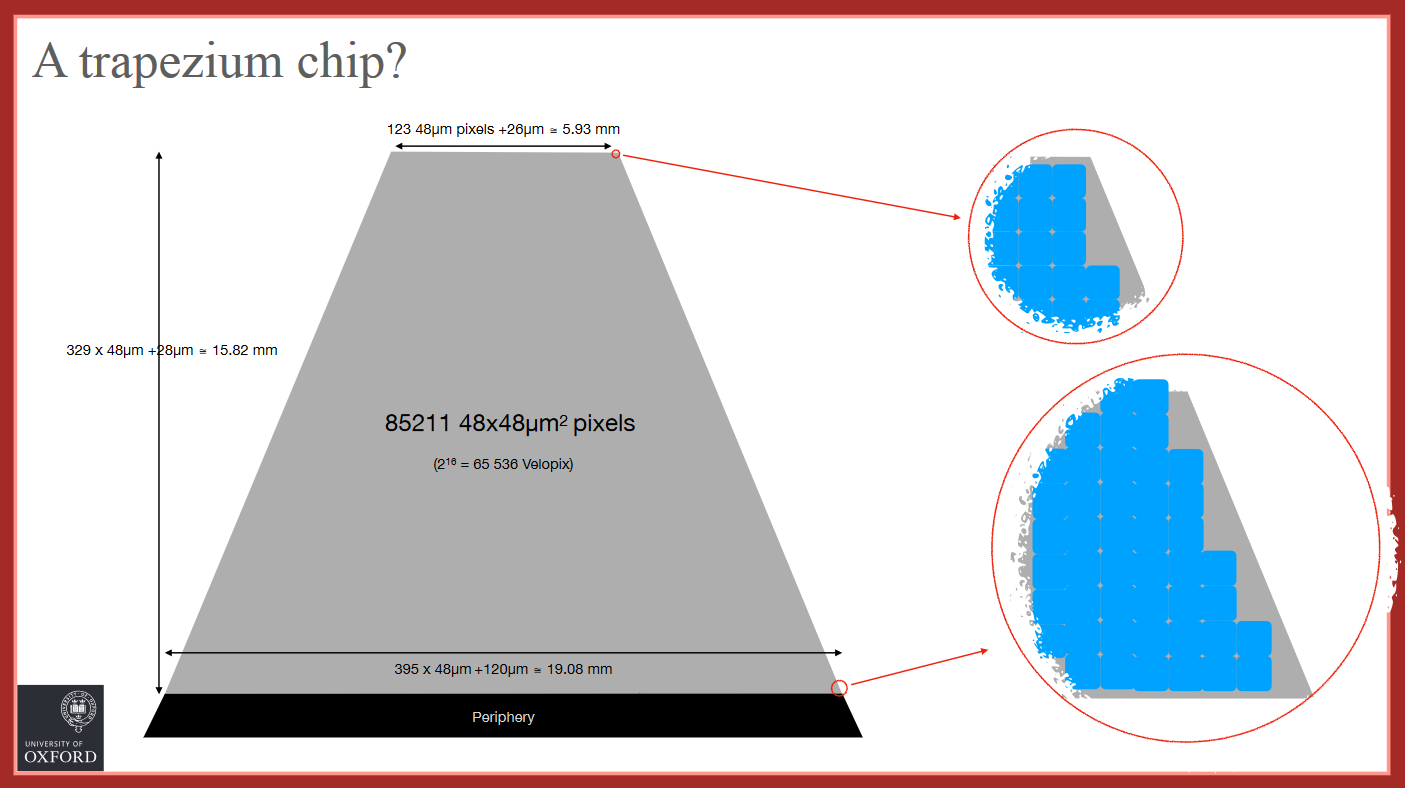 A trapezium chip?
123 48µm pixels +26µm ≅ 5.93 mm
329 x 48µm +28µm ≅ 15.82 mm
85211 48x48µm² pixels
(2¹⁶ = 65 536 Velopix)
395 x 48µm +120µm ≅ 19.08 mm
Periphery
UNIVERSITY OF
OXFORD